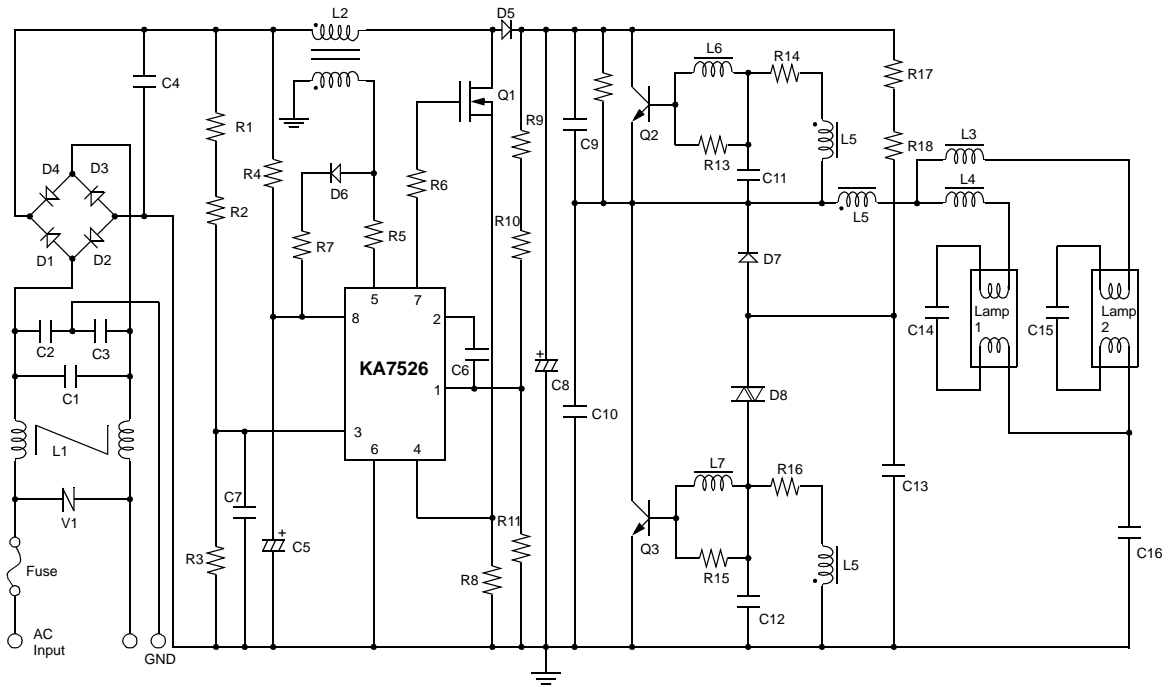 L2
D5
C4
L6
R14
R17
Q1
R1
R9
Q2
C9
L5
R18
L3
R13
D4
D3
R4
D6
R6
C11
L4
R2
R10
L5
R7
R5
D1
D2
D7
5
7
8
2
C14
Lamp
1
C15
Lamp
2
C2
C3
KA7526
C6
C8
1
C1
D8
C10
3
6
4
L1
L7
R16
C13
C7
V1
R11
C5
Q3
C16
R3
Fuse
R8
R15
L5
C12
AC
Input
GND
+
+